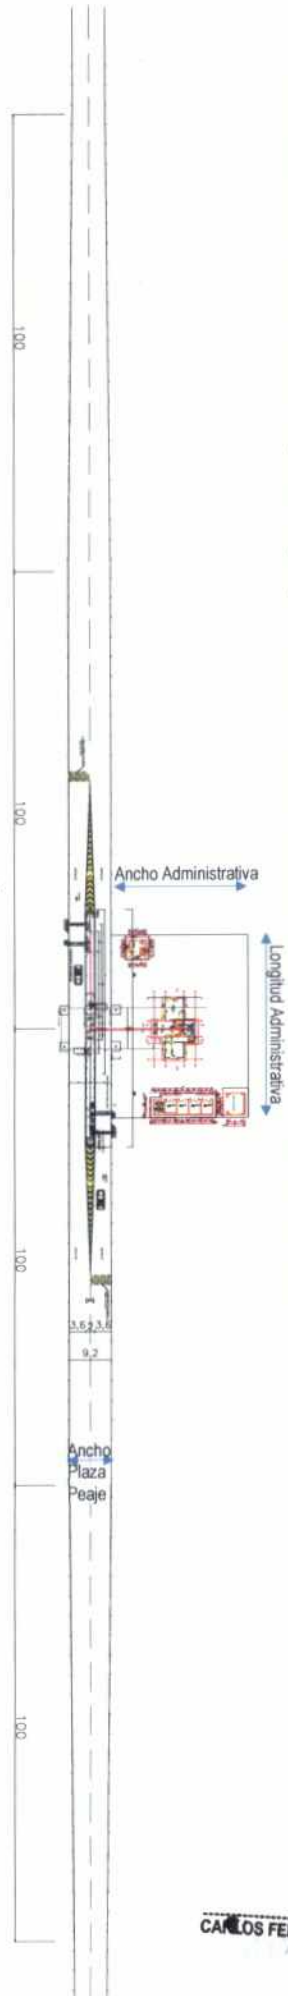 100
100
Ancho Administrativa
Longitud Administrativa
100
3,6 2 3,6
9,2
Ancho
Plaza
Peaje
100
CARLOS FE